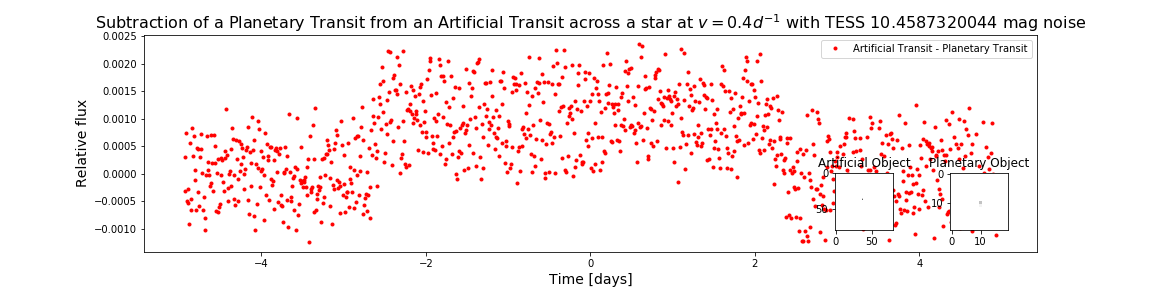 Subtraction of a Planetary Transit from an Artificial Transit across a star at v = 0.4d⁻¹ with TESS 10.4587320044 mag noise
Artificial Transit - Planetary Transit
Relative flux
0.0025
0.0020
0.0015
0.0010
0.0005
0.0000
−0.0005
−0.0010
Artificial Object
0
50
0 50
Planetary Object
0
10
0 10
−4 −2 0 2 4
Time [days]